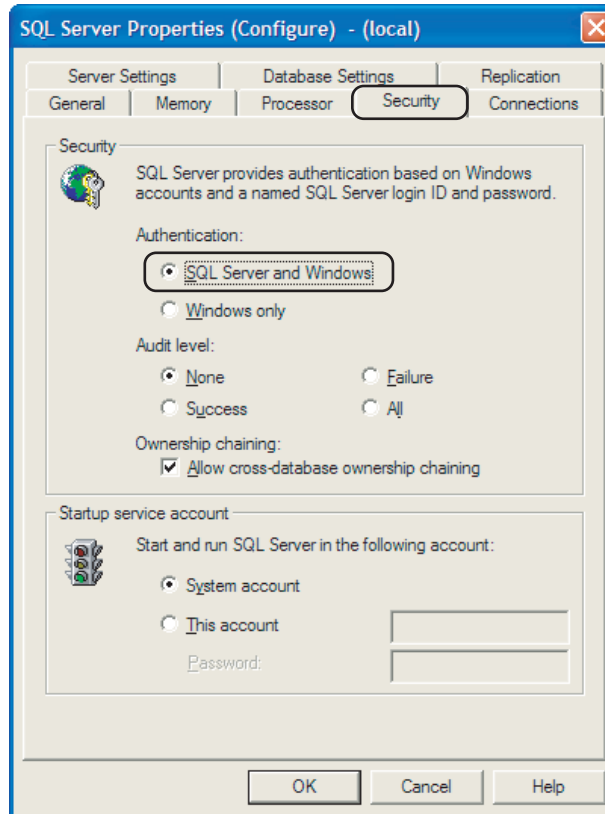 SQL Server Properties (Configure) - (local)
Server Settings Database Settings Replication
General Memory Processor Security Connections
Security
SQL Server provides authentication based on Windows
accounts and a named SQL Server login ID and password.
Authentication:
SQL Server and Windows
Windows only
Audit level:
None Failure
Success All
Ownership chaining:
Allow cross-database ownership chaining
Startup service account
Start and run SQL Server in the following account:
System account
This account
Password:
OK Cancel Help